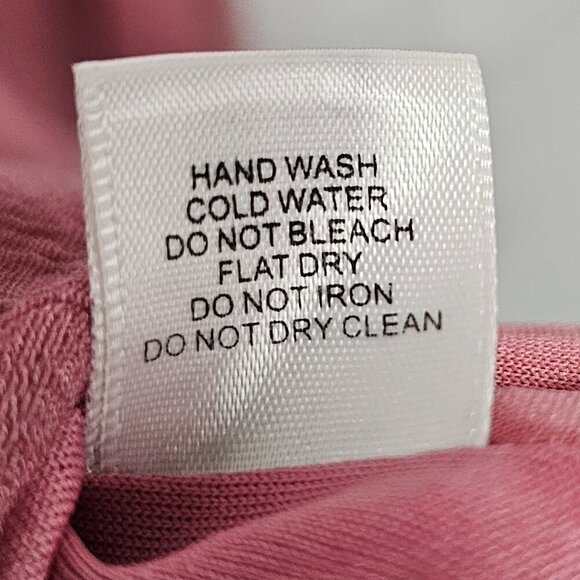 HAND WASH
COLD WATER
DO NOT BLEACH
FLAT DRY
DO NOT IRON
DO NOT DRY CLEAN